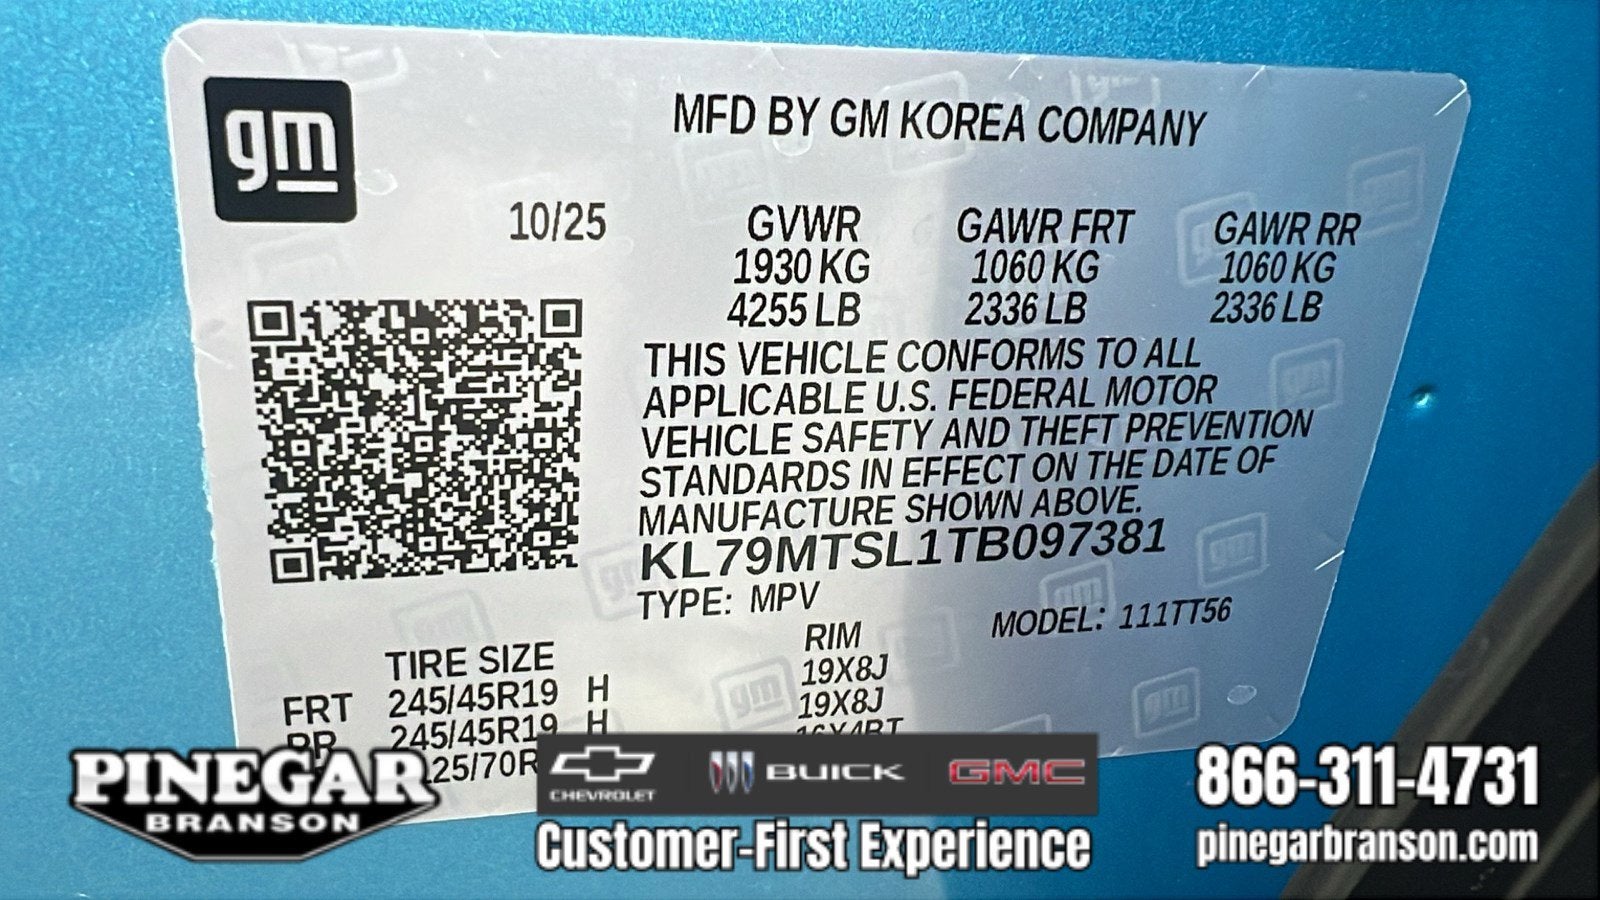 gm
MFD BY GM KOREA COMPANY
10/25
GVWR GAWR FRT GAWR RR
1930 KG 1060 KG 1060 KG
4255 LB 2336 LB 2336 LB
THIS VEHICLE CONFORMS TO ALL
APPLICABLE U.S. FEDERAL MOTOR
VEHICLE SAFETY AND THEFT PREVENTION
STANDARDS IN EFFECT ON THE DATE OF
MANUFACTURE SHOWN ABOVE.
KL79MTSL1TB097381
TYPE: MPV
MODEL: 111TT56
TIRE SIZE RIM
FRT 245/45R19 H 19X8J
RR 245/45R19 H 19X8J
16X4BT
PINEGAR
BRANSON
CHEVROLET
BUICK
GMC
Customer-First Experience
866-311-4731
pinegarbranson.com